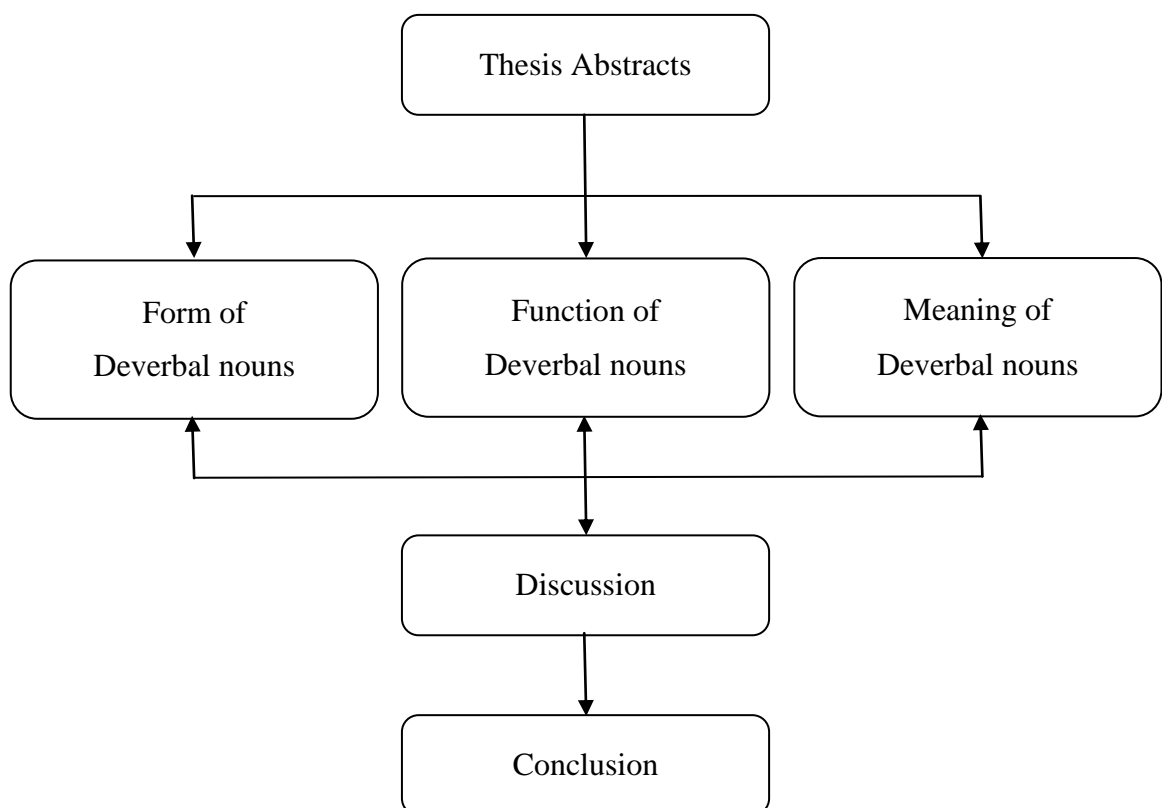 Thesis Abstracts
Form of
Deverbal nouns
Function of
Deverbal nouns
Meaning of
Deverbal nouns
Discussion
Conclusion